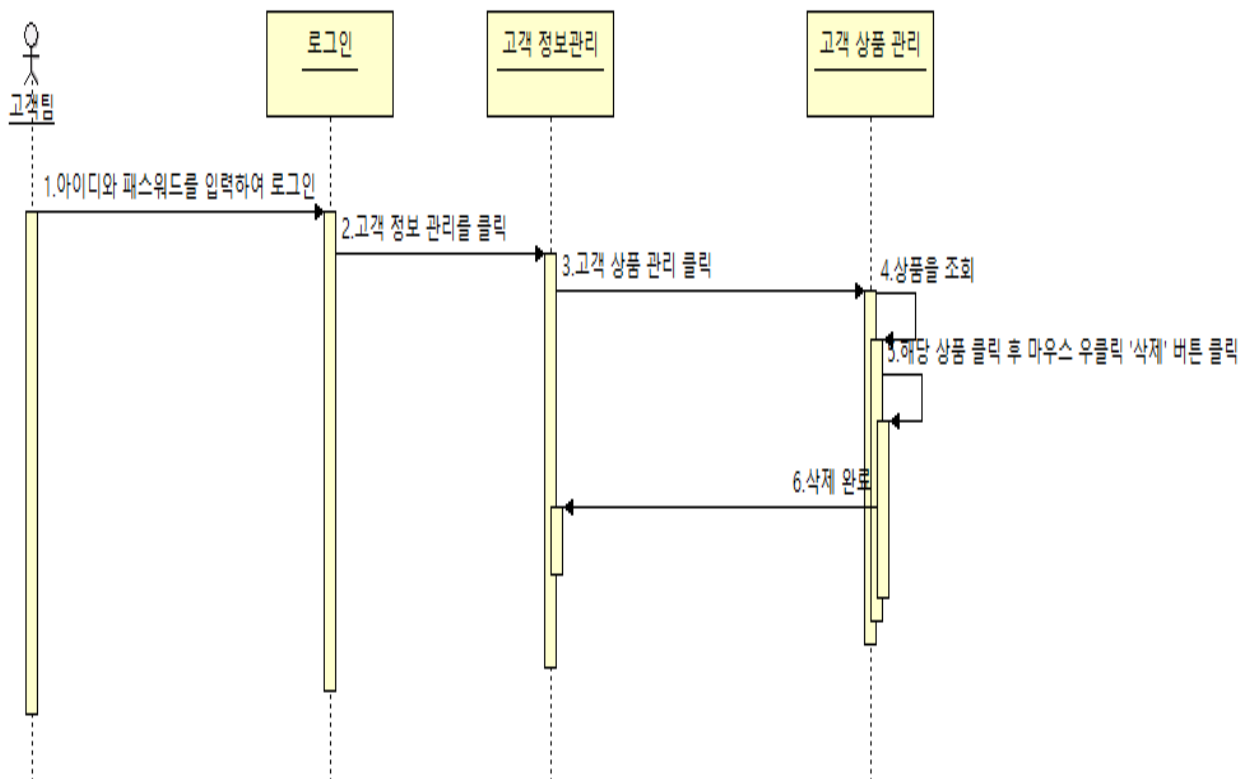 로그인
고객 정보관리
고객 상품 관리
고객팀
1.아이디와 패스워드를 입력하여 로그인
2.고객 정보 관리를 클릭
3.고객 상품 관리 클릭
4.상품을 조회
5.해당 상품 클릭 후 마우스 우클릭 '삭제' 버튼 클릭
6.삭제 완료